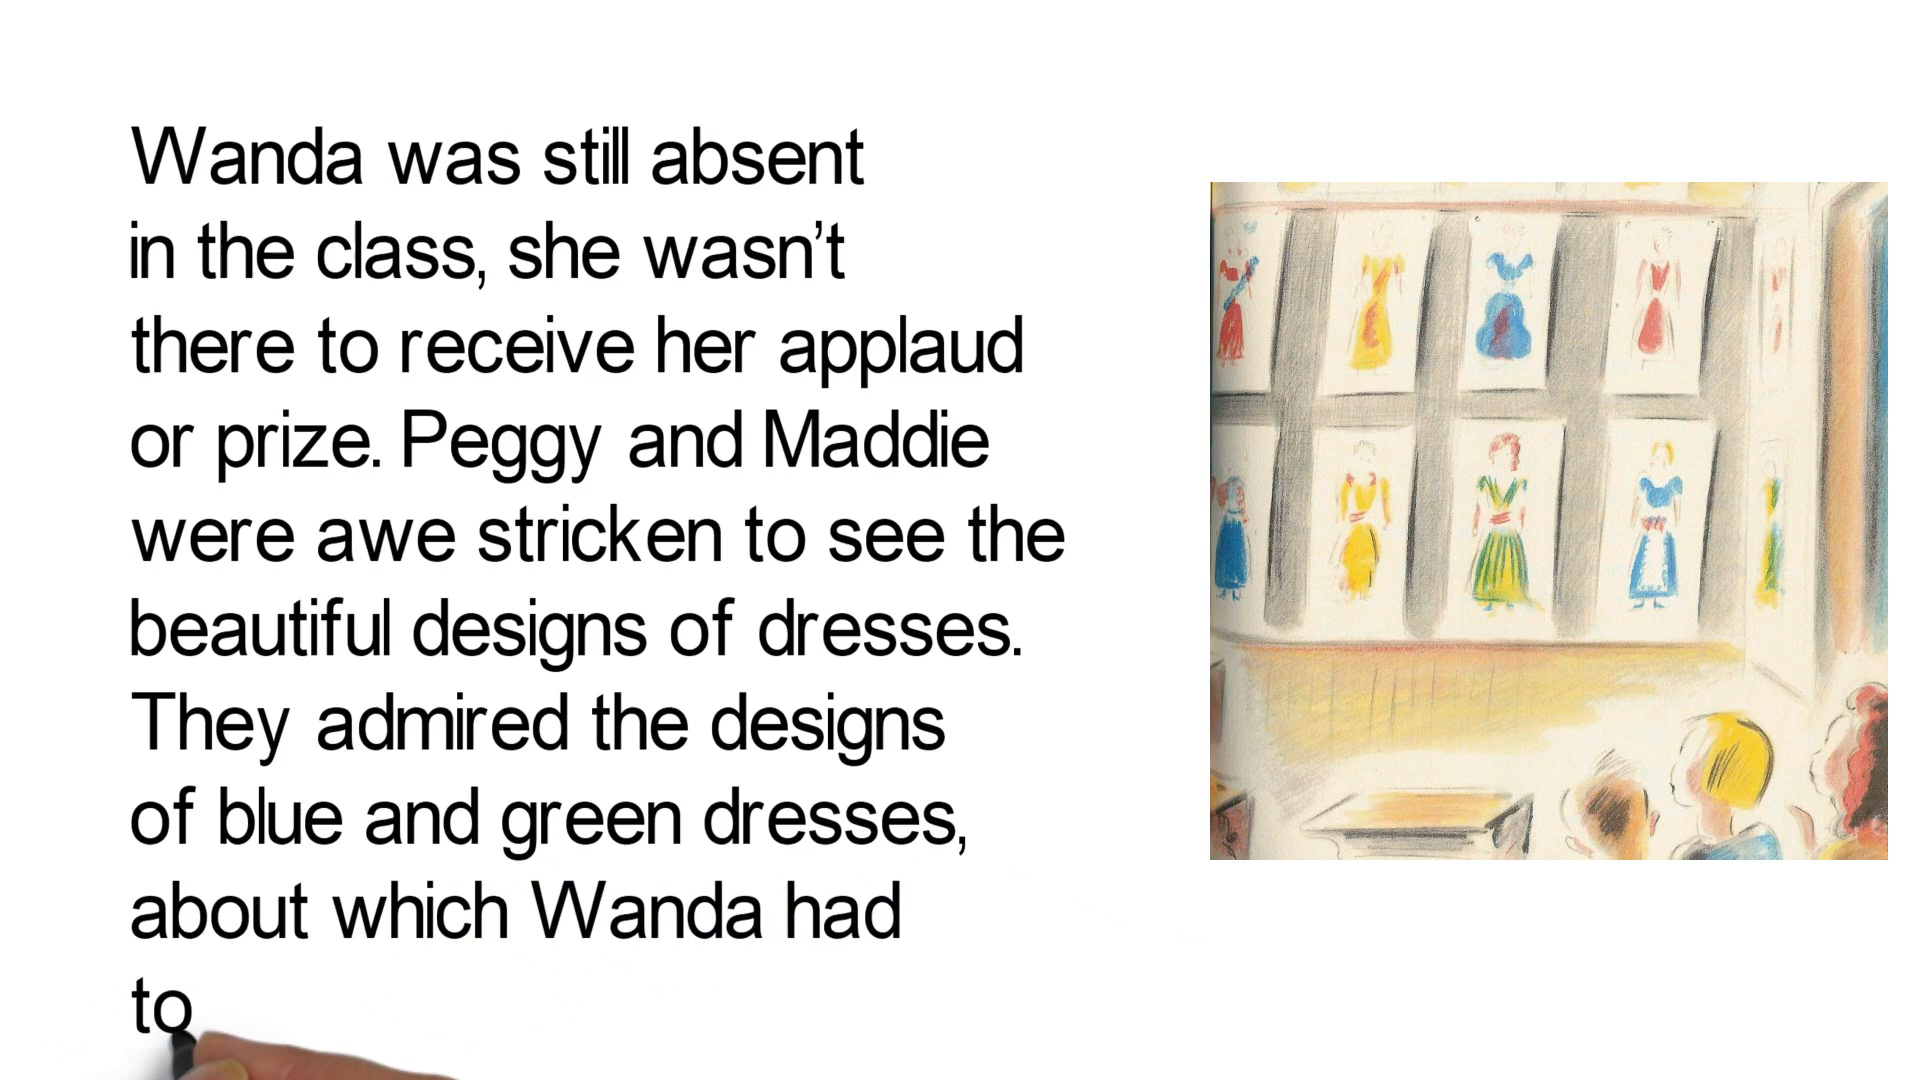 Wanda was still absent
in the class, she wasn’t
there to receive her applaud
or prize. Peggy and Maddie
were awe stricken to see the
beautiful designs of dresses.
They admired the designs
of blue and green dresses,
about which Wanda had
to